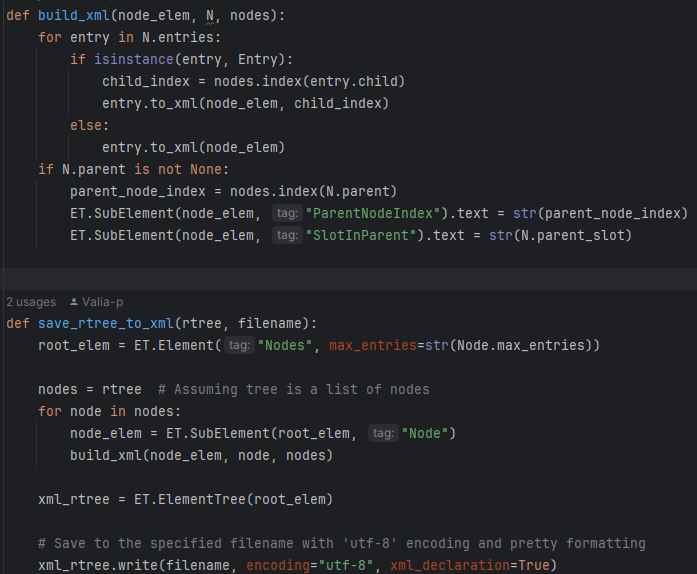 def build_xml(node_elem, N, nodes):
    for entry in N.entries:
        if isinstance(entry, Entry):
            child_index = nodes.index(entry.child)
            entry.to_xml(node_elem, child_index)
        else:
            entry.to_xml(node_elem)
    if N.parent is not None:
        parent_node_index = nodes.index(N.parent)
        ET.SubElement(node_elem, tag: "ParentNodeIndex").text = str(parent_node_index)
        ET.SubElement(node_elem, tag: "SlotInParent").text = str(N.parent_slot)
2 usages Valia-p
def save_rtree_to_xml(rtree, filename):
    root_elem = ET.Element( tag: "Nodes", max_entries=str(Node.max_entries))
    nodes = rtree  # Assuming tree is a list of nodes
    for node in nodes:
        node_elem = ET.SubElement(root_elem, tag: "Node")
        build_xml(node_elem, node, nodes)
    xml_rtree = ET.ElementTree(root_elem)
    # Save to the specified filename with 'utf-8' encoding and pretty formatting
    xml_rtree.write(filename, encoding="utf-8", xml_declaration=True)